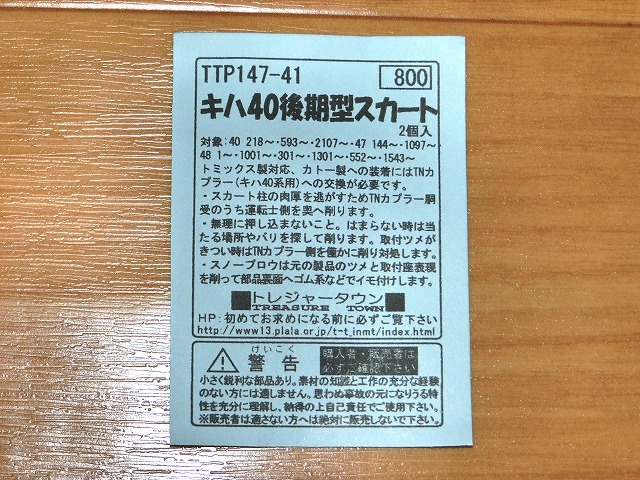 TTP147-41
800
キハ40後期型スカート
2個入
対象:40 218～・593～・2107～・47 144～・1097～・
48 1～・1001～・301～・1301～・552～・1543～
トミックス製対応、カトー製への装着にはTNカ
プラー(キハ40系用)への交換が必要です。
・スカート柱の肉厚を逃がすためTNカプラー胴
受のうち運転士側を奥へ削ります。
・無理に押し込まないこと。はまらない時は当
たる場所やバリを探して削ります。取付ツメが
きつい時はTNカプラー側を僅かに削り対処します。
・スノープロウは元の製品のツメと取付座表現
を削って部品裏面へゴム系などでイモ付けします。
■トレジャータウン■
TREASURE TOWN
HP:初めてお求めになる前に必ずご覧下さい
http://www13.plala.or.jp/t-t_inmt/index.html
けいこく
警告
購入者・販売者は
必ずご確認下さい
小さく鋭利な部品あり。素材の知識と工作の充分な経験
のない方には適しません。思わぬ事故の元になりうる特
性を充分に理解し、納得の上自己責任でご使用下さい。
※販売者は適さない方へは絶対に販売しないで下さい。